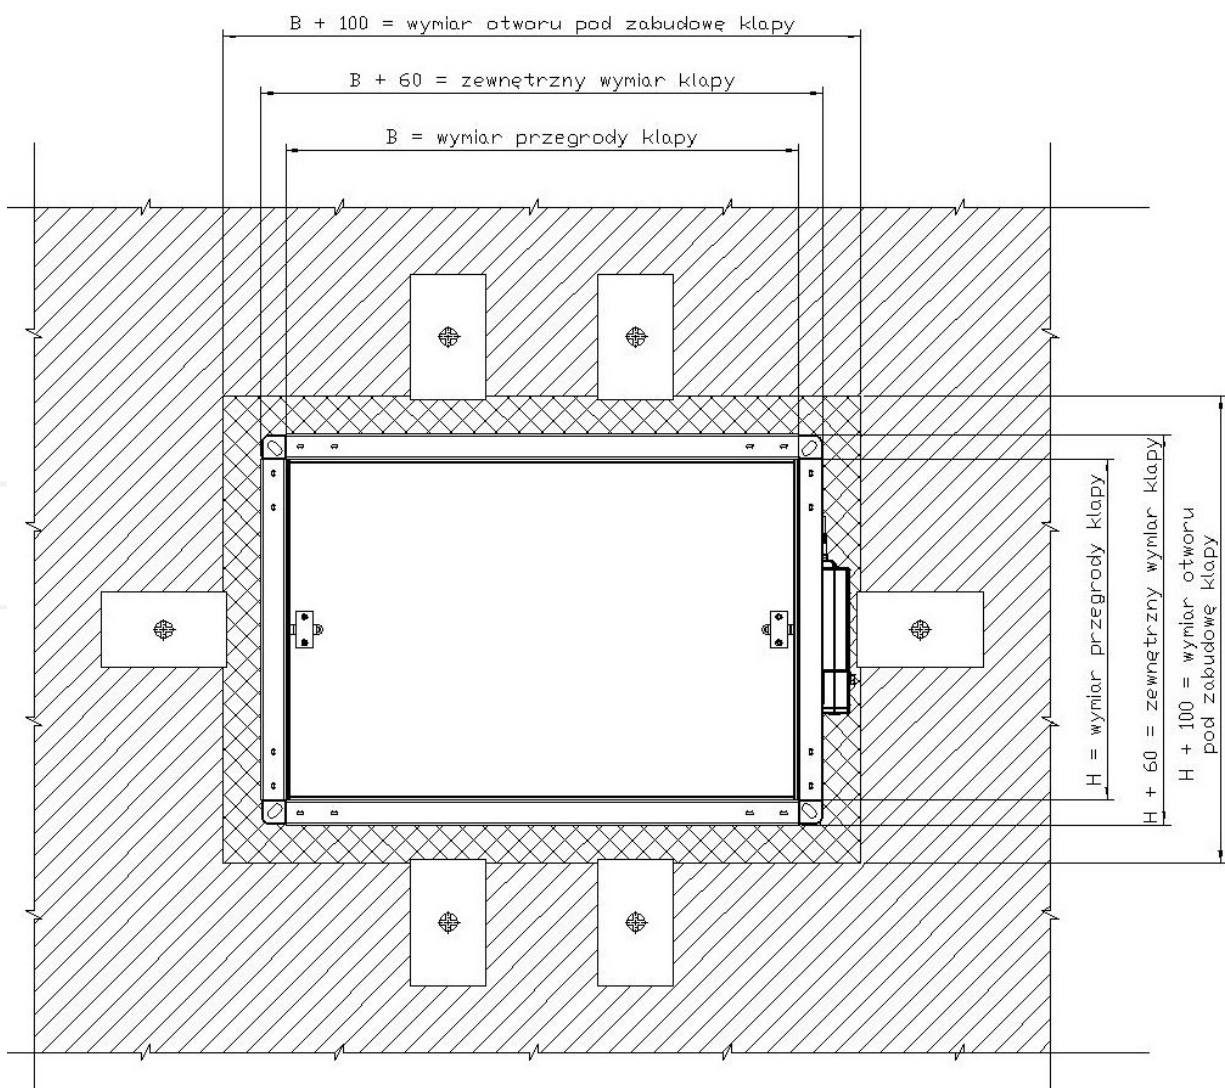 B + 100 = wymiar otworu pod zabudowę klapy
B + 60 = zewnętrzny wymiar klapy
B = wymiar przegrody klapy
H = wymiar przegrody klapy
H + 60 = zewnętrzny wymiar klapy
H + 100 = wymiar otworu
pod zabudowę klapy